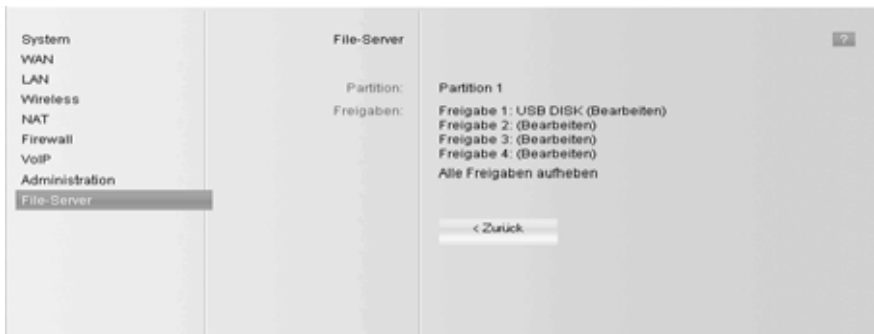 System
WAN
LAN
Wireless
NAT
Firewall
VoIP
Administration
File-Server
File-Server
?
Partition: Partition 1
Freigaben: Freigabe 1: USB DISK (Bearbeiten)
Freigabe 2: (Bearbeiten)
Freigabe 3: (Bearbeiten)
Freigabe 4: (Bearbeiten)
Alle Freigaben aufheben
< Zurück